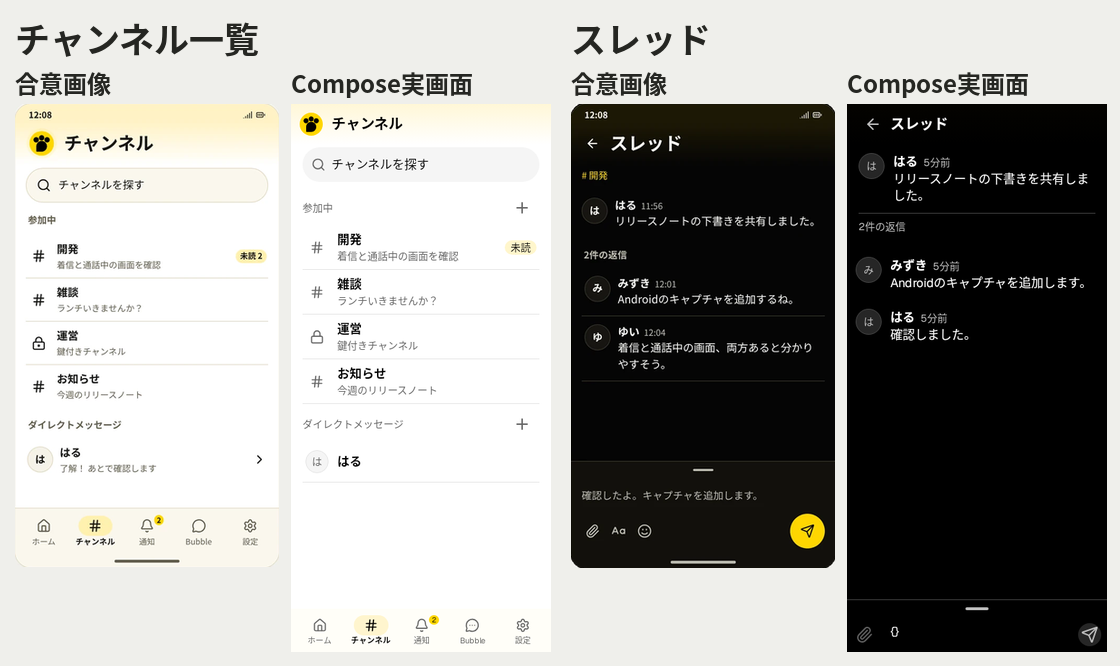 チャンネル一覧
合意画像
12:08
チャンネル
チャンネルを探す
参加中
開発
着信と通話中の画面を確認
未読 2
雑談
ランチいきませんか？
運営
鍵付きチャンネル
お知らせ
今週のリリースノート
ダイレクトメッセージ
は
はる
了解！ あとで確認します
2
ホーム
チャンネル
通知
Bubble
設定
Compose実画面
チャンネル
チャンネルを探す
参加中
開発
着信と通話中の画面を確認
未読
雑談
ランチいきませんか？
運営
鍵付きチャンネル
お知らせ
今週のリリースノート
ダイレクトメッセージ
は
はる
2
ホーム
チャンネル
通知
Bubble
設定
スレッド
合意画像
12:08
スレッド
# 開発
は
はる 11:56
リリースノートの下書きを共有しました。
2件の返信
み
みずき 12:01
Androidのキャプチャを追加するね。
ゆ
ゆい 12:04
着信と通話中の画面、両方あると分かり
やすそう。
確認したよ。キャプチャを追加します。
Aa
Compose実画面
スレッド
は
はる 5分前
リリースノートの下書きを共有しま
した。
2件の返信
み
みずき 5分前
Androidのキャプチャを追加します。
は
はる 5分前
確認しました。
{}